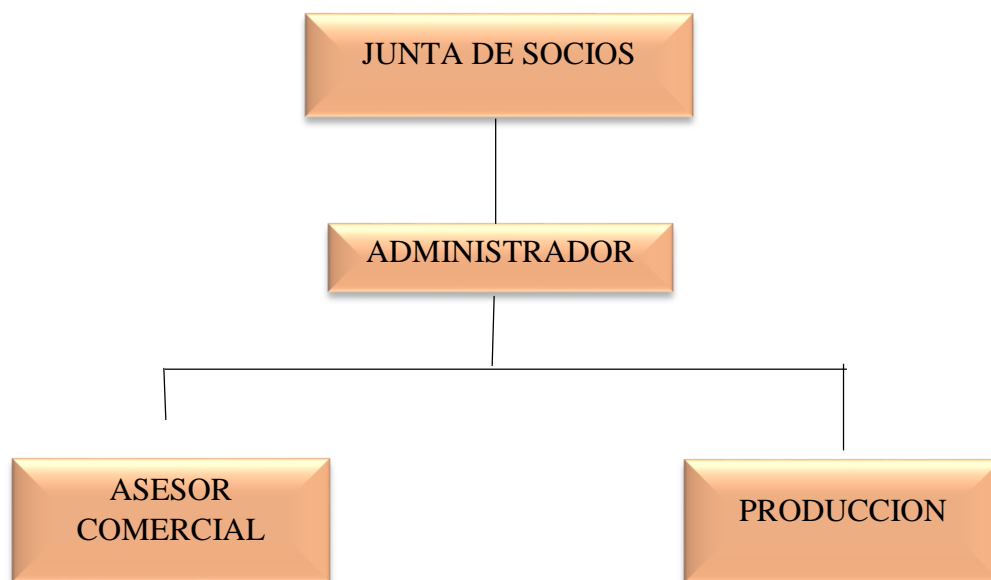 JUNTA DE SOCIOS
ADMINISTRADOR
ASESOR
COMERCIAL
PRODUCCION